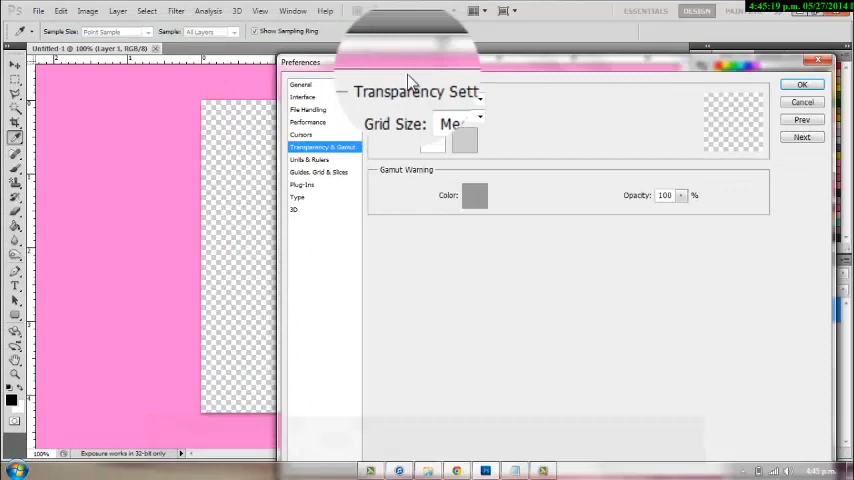 4:45:19 p.m. 05/27/2014
Ps File Edit Image Layer Select Filter Analysis 3D View Window Help
ESSENTIALS DESIGN
Sample Size: Point Sample Sample: All Layers Show Sampling Ring
Untitled-1 @ 100% (Layer 1, RGB/8)
Preferences
General
Interface
File Handling
Performance
Cursors
Transparency & Gamut
Units & Rulers
Guides, Grid & Slices
Plug-Ins
Type
3D
Transparency Sett
Grid Size: Me
Gamut Warning
Color:
Opacity: 100 %
OK
Cancel
Prev
Next
100% Exposure works in 32-bit only
Ps
4:45 p.m.